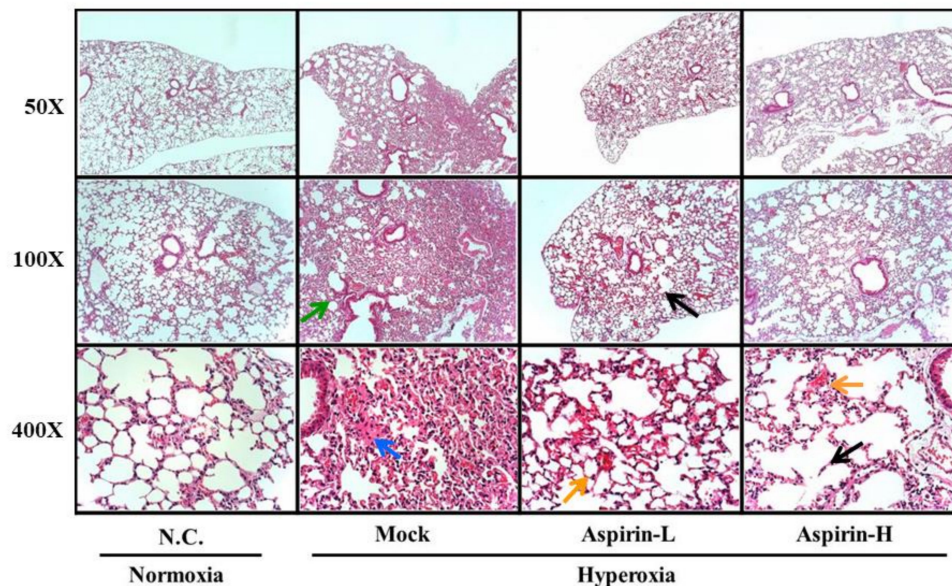 50X
100X
400X
N.C. Mock Aspirin-L Aspirin-H
Normoxia Hyperoxia